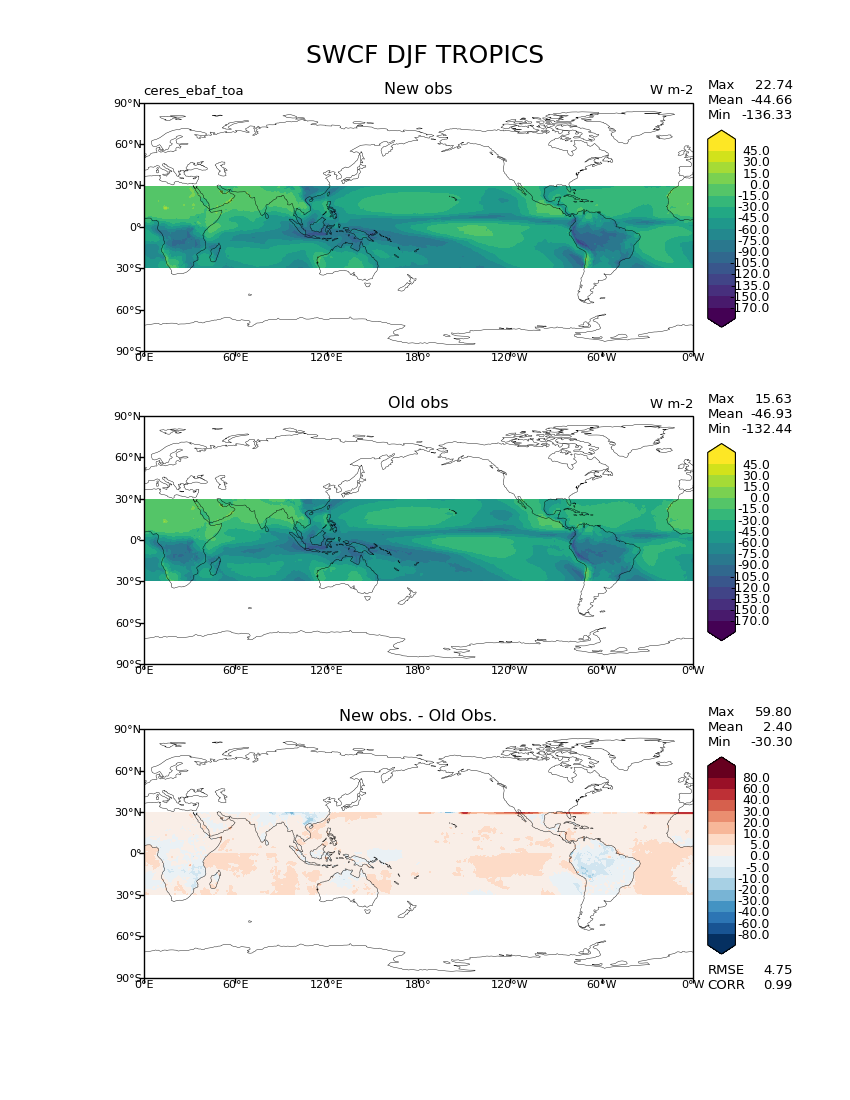 SWCF DJF TROPICS
ceres_ebaf_toa New obs W m-2
Max 22.74
Mean -44.66
Min -136.33
90°N
60°N
30°N
0°
30°S
60°S
90°S
0°E 60°E 120°E 180° 120°W 60°W 0°W
45.0
30.0
15.0
0.0
-15.0
-30.0
-45.0
-60.0
-75.0
-90.0
-105.0
-120.0
-135.0
-150.0
-170.0
Old obs W m-2
Max 15.63
Mean -46.93
Min -132.44
90°N
60°N
30°N
0°
30°S
60°S
90°S
0°E 60°E 120°E 180° 120°W 60°W 0°W
45.0
30.0
15.0
0.0
-15.0
-30.0
-45.0
-60.0
-75.0
-90.0
-105.0
-120.0
-135.0
-150.0
-170.0
New obs. - Old Obs.
Max 59.80
Mean 2.40
Min -30.30
90°N
60°N
30°N
0°
30°S
60°S
90°S
0°E 60°E 120°E 180° 120°W 60°W 0°W
80.0
60.0
40.0
30.0
20.0
10.0
5.0
0.0
-5.0
-10.0
-20.0
-30.0
-40.0
-60.0
-80.0
RMSE 4.75
CORR 0.99